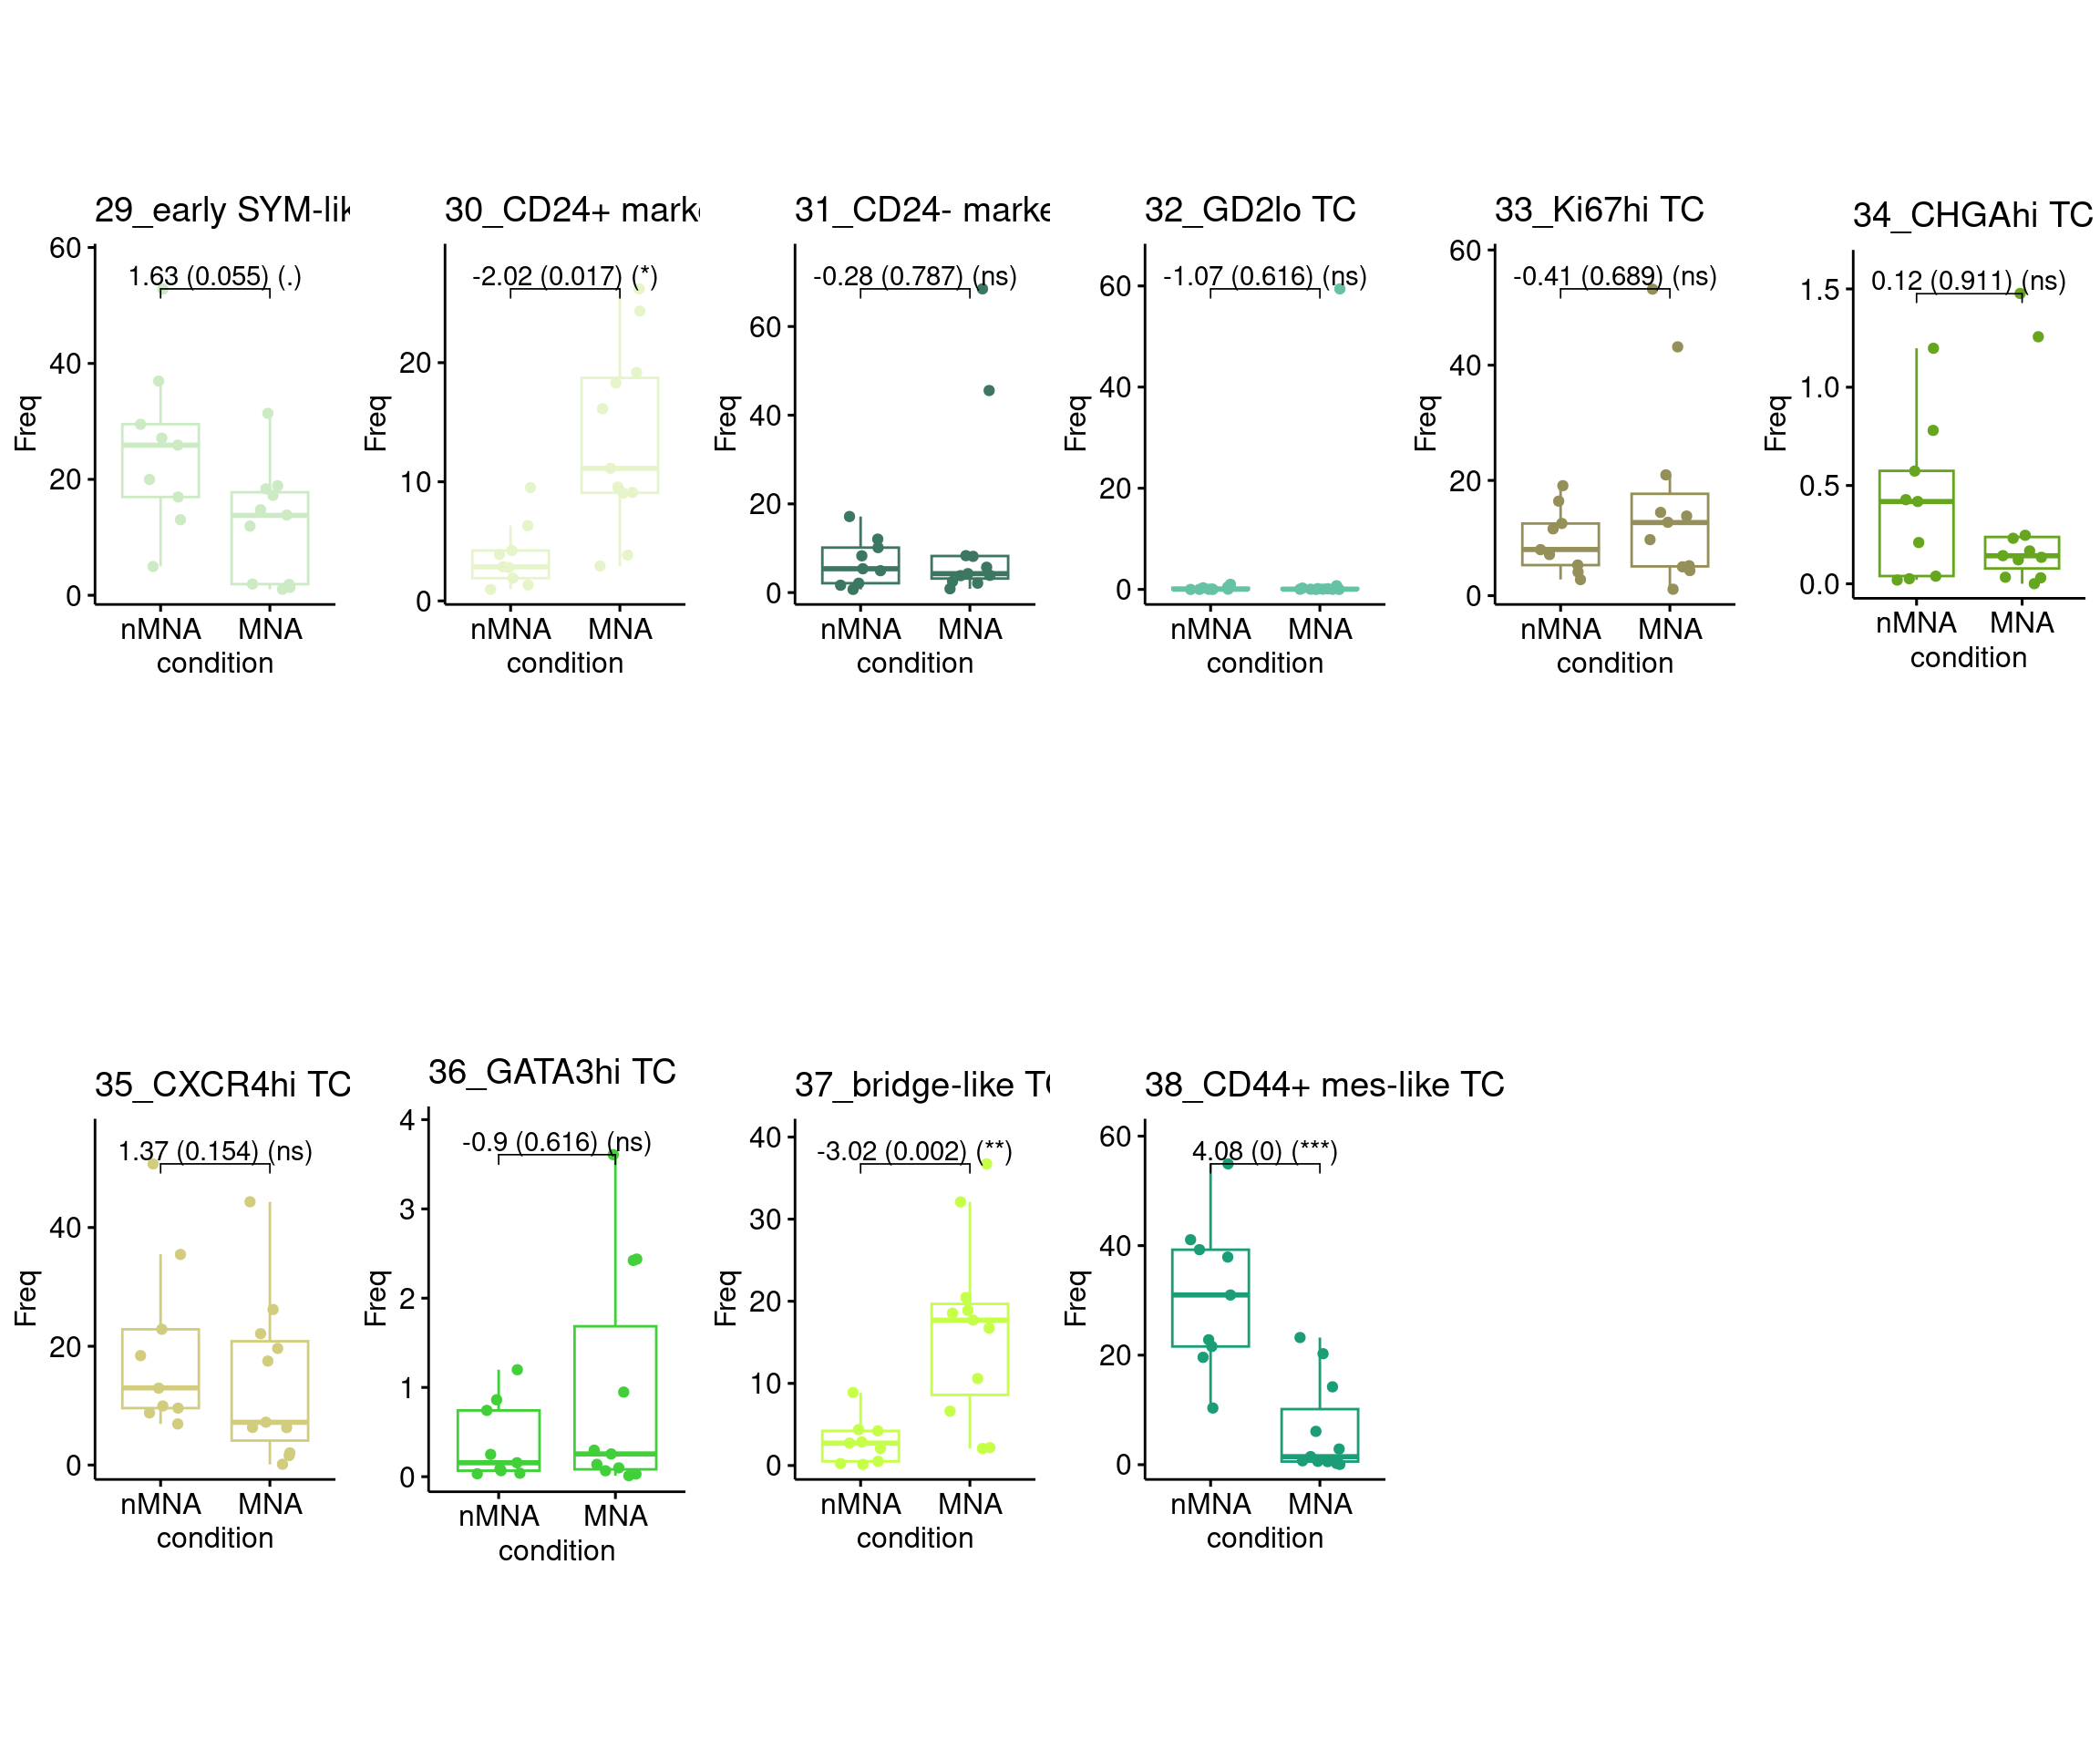 29_early SYM-lik
60
1.63 (0.055) (.)
40
Freq
20
0
nMNA MNA
condition
30_CD24+ mark
-2.02 (0.017) (*)
20
Freq
10
0
nMNA MNA
condition
31_CD24- marke
-0.28 (0.787) (ns)
60
40
Freq
20
0
nMNA MNA
condition
32_GD2lo TC
-1.07 (0.616) (ns)
60
40
Freq
20
0
nMNA MNA
condition
33_Ki67hi TC
60
-0.41 (0.689) (ns)
40
Freq
20
0
nMNA MNA
condition
34_CHGAhi TC
0.12 (0.911) (ns)
1.5
1.0
Freq
0.5
0.0
nMNA MNA
condition
35_CXCR4hi TC
1.37 (0.154) (ns)
40
Freq
20
0
nMNA MNA
condition
36_GATA3hi TC
4
-0.9 (0.616) (ns)
3
Freq
2
1
0
nMNA MNA
condition
37_bridge-like TC
40
-3.02 (0.002) (**)
30
Freq
20
10
0
nMNA MNA
condition
38_CD44+ mes-like TC
60
4.08 (0) (***)
40
Freq
20
0
nMNA MNA
condition